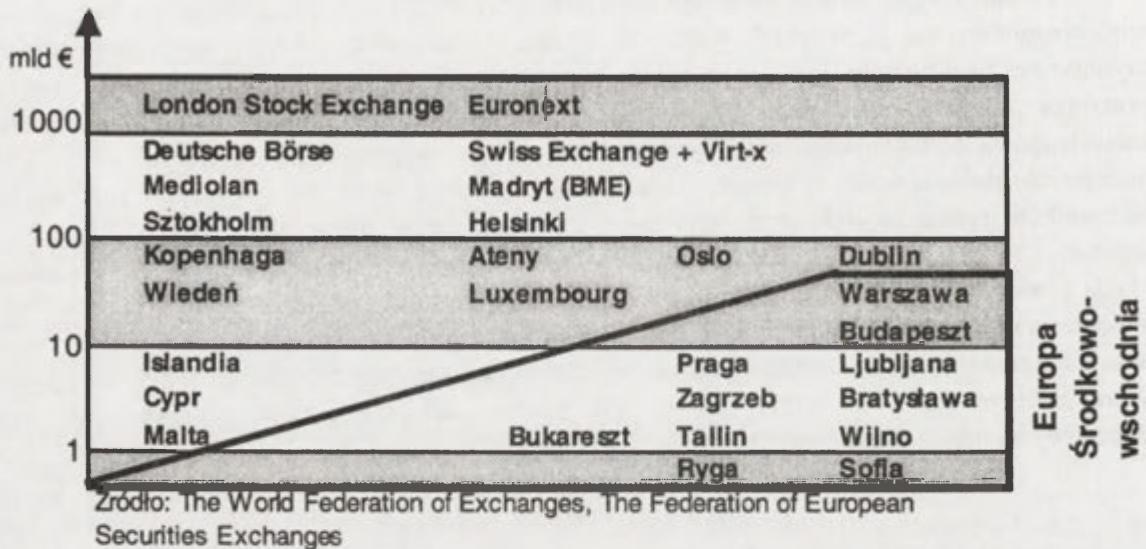 mld €
London Stock Exchange Euronext
1000
Deutsche Börse Swiss Exchange + Virt-x
Mediolan Madryt (BME)
Sztokholm Helsinki
100
Kopenhaga Ateny Oslo Dublin
Wiedeń Luxembourg Warszawa
Budapeszt
10
Islandia Praga Ljubljana
Cypr Zagrzeb Bratysława
Malta Bukareszt Tallin Wilno
1
Ryga Sofia
Europa
Środkowo-
wschodnia
Źródło: The World Federation of Exchanges, The Federation of European
Securities Exchanges